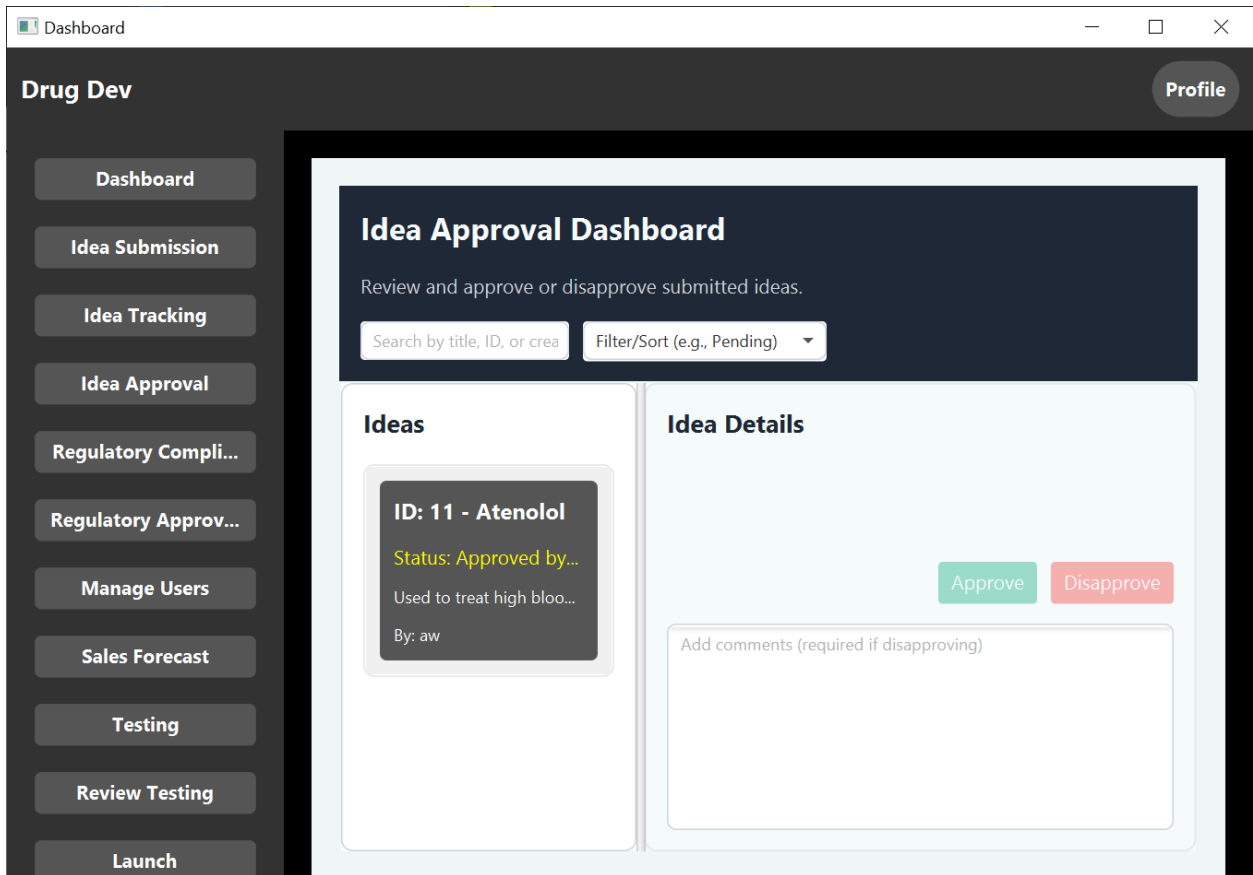 Dashboard
Drug Dev
Profile
Dashboard
Idea Submission
Idea Tracking
Idea Approval
Regulatory Compli...
Regulatory Approv...
Manage Users
Sales Forecast
Testing
Review Testing
Launch
Idea Approval Dashboard
Review and approve or disapprove submitted ideas.
Search by title, ID, or crea
Filter/Sort (e.g., Pending)
Ideas
ID: 11 - Atenolol
Status: Approved by...
Used to treat high bloo...
By: aw
Idea Details
Approve
Disapprove
Add comments (required if disapproving)